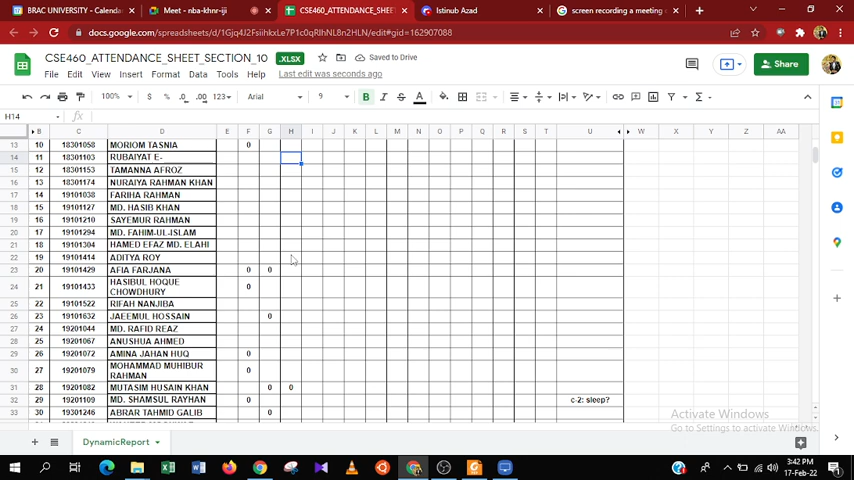 BRAC UNIVERSITY - Calenda
Meet - nba-khnr-iji
CSE460_ATTENDANCE_SHEET_SECT
Istinub Azad
screen recording a meeting
docs.google.com/spreadsheets/d/1Gjq4J2FsiihkxLe7P1c0qRIhNL8n2HLN/edit#gid=162907088
CSE460_ATTENDANCE_SHEET_SECTION_10 .XLSX Saved to Drive
File Edit View Insert Format Data Tools Help Last edit was seconds ago
Share
100% $ % .0 .00 123 Arial 9 B I S A
H14 fx
B C D E F G H I J K L M N O P Q R S T U W X Y Z AA
13 10 18301058 MORIOM TASNIA 0
14 11 18301103 RUBAIYAT E-
15 12 18301153 TAMANNA AFROZ
16 13 18301174 NURAIYA RAHMAN KHAN
17 14 19101038 FARIHA RAHMAN
18 15 19101127 MD. HASIB KHAN
19 16 19101210 SAYEMUR RAHMAN
20 17 19101294 MD. FAHIM-UL-ISLAM
21 18 19101304 HAMED EFAZ MD. ELAHI
22 19 19101414 ADITYA ROY
23 20 19101429 AFIA FARJANA 0 0
24 21 19101433 HASIBUL HOQUE 0
CHOWDHURY
25 22 19101522 RIFAH NANJIBA
26 23 19101632 JAEEMUL HOSSAIN 0
27 24 19201044 MD. RAFID REAZ
28 25 19201067 ANUSHUA AHMED
29 26 19201072 AMINA JAHAN HUQ 0
30 27 19201079 MOHAMMAD MUHIBUR 0
RAHMAN
31 28 19201082 MUTASIM HUSAIN KHAN 0 0
32 29 19201109 MD. SHAMSUL RAYHAN 0 c-2: sleep?
33 30 19301246 ABRAR TAHMID GALIB 0
Activate Windows
Go to Settings to activate Windows.
DynamicReport
3:42 PM
17-Feb-22